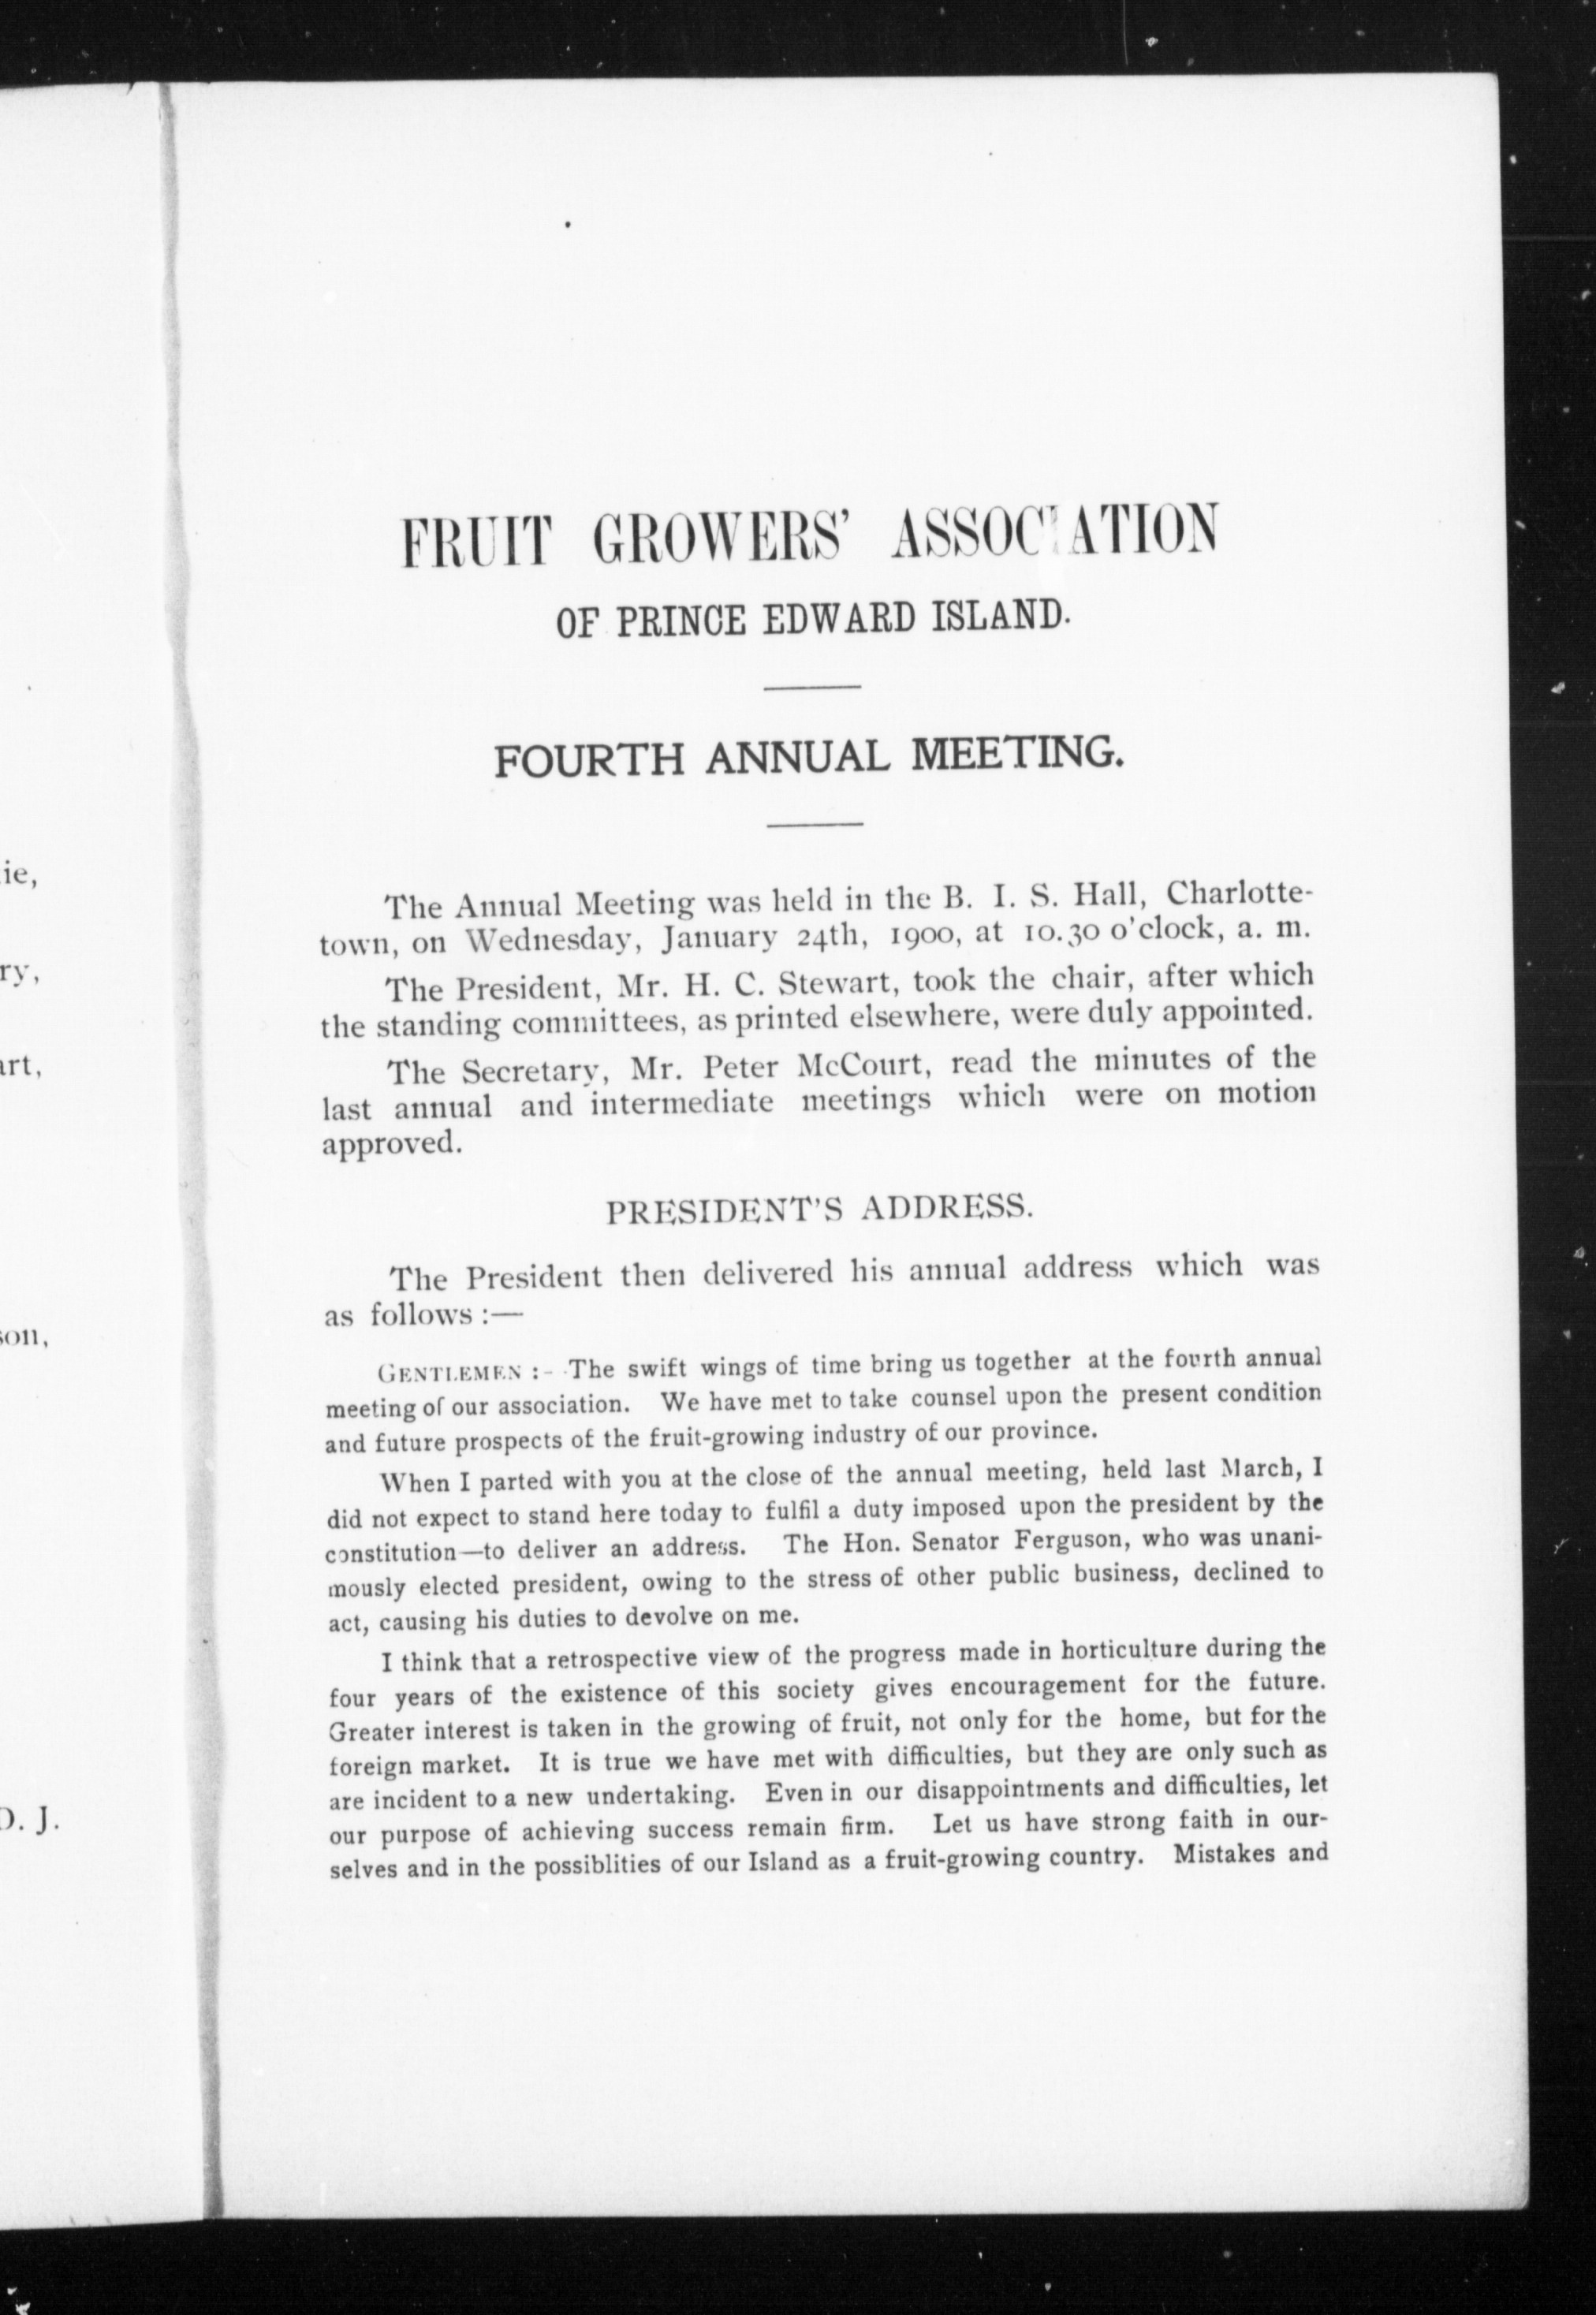 FRUIT GROWERS' ASSOCIATION
OF PRINCE EDWARD ISLAND.
FOURTH ANNUAL MEETING.
The Annual Meeting was held in the B. I. S. Hall, Charlotte-
town, on Wednesday, January 24th, 1900, at 10.30 o'clock, a. m.
The President, Mr. H. C. Stewart, took the chair, after which
the standing committees, as printed elsewhere, were duly appointed.
The Secretary, Mr. Peter McCourt, read the minutes of the
last annual and intermediate meetings which were on motion
approved.
PRESIDENT'S ADDRESS.
The President then delivered his annual address which was
as follows :—
GENTLEMEN :— The swift wings of time bring us together at the fourth annual
meeting of our association. We have met to take counsel upon the present condition
and future prospects of the fruit-growing industry of our province.
When I parted with you at the close of the annual meeting, held last March, I
did not expect to stand here today to fulfil a duty imposed upon the president by the
constitution—to deliver an address. The Hon. Senator Ferguson, who was unani-
mously elected president, owing to the stress of other public business, declined to
act, causing his duties to devolve on me.
I think that a retrospective view of the progress made in horticulture during the
four years of the existence of this society gives encouragement for the future.
Greater interest is taken in the growing of fruit, not only for the home, but for the
foreign market. It is true we have met with difficulties, but they are only such as
are incident to a new undertaking. Even in our disappointments and difficulties, let
our purpose of achieving success remain firm. Let us have strong faith in our-
selves and in the possiblities of our Island as a fruit-growing country. Mistakes and